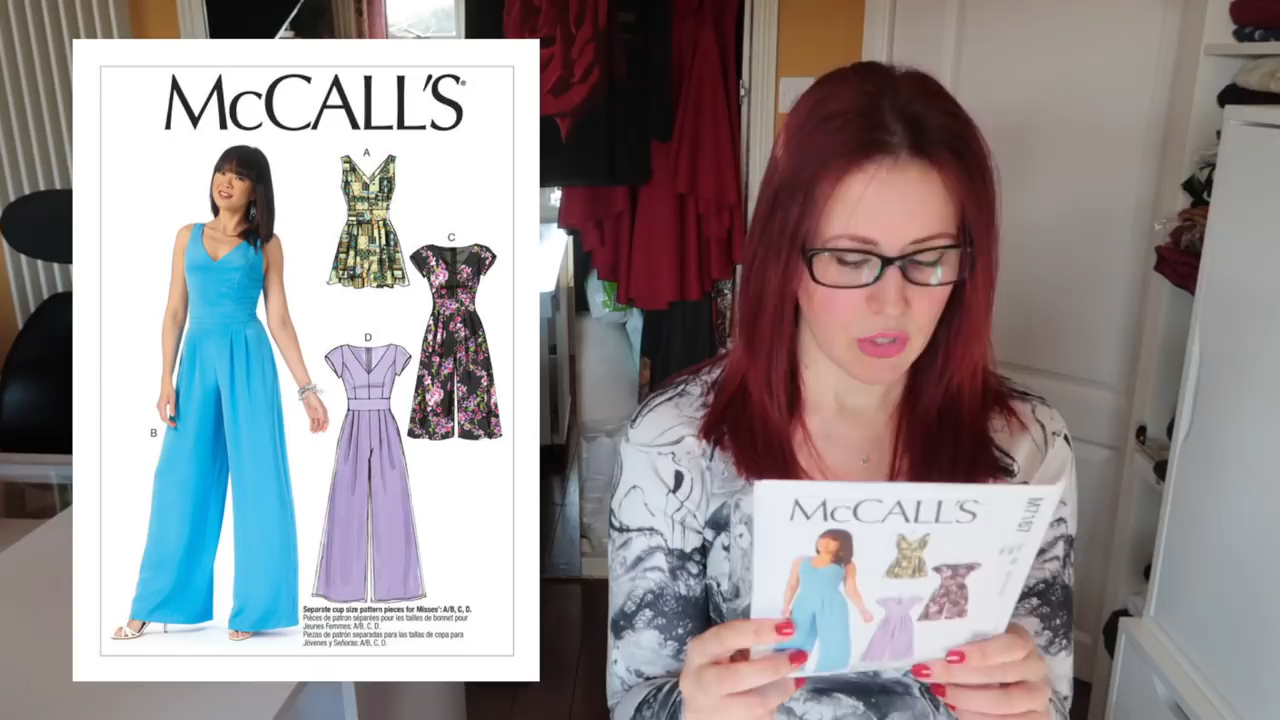 McCALL'S®
A
C
D
B
Separate cup size pattern pieces for Misses': A/B, C, D.
Pièces de patron séparées pour les tailles de bonnet pour
Jeunes Femmes: A/B, C, D.
Piezas de patrón separadas para las tallas de copa para
Jóvenes y Señoras: A/B, C, D.
McCALL'S
M7167